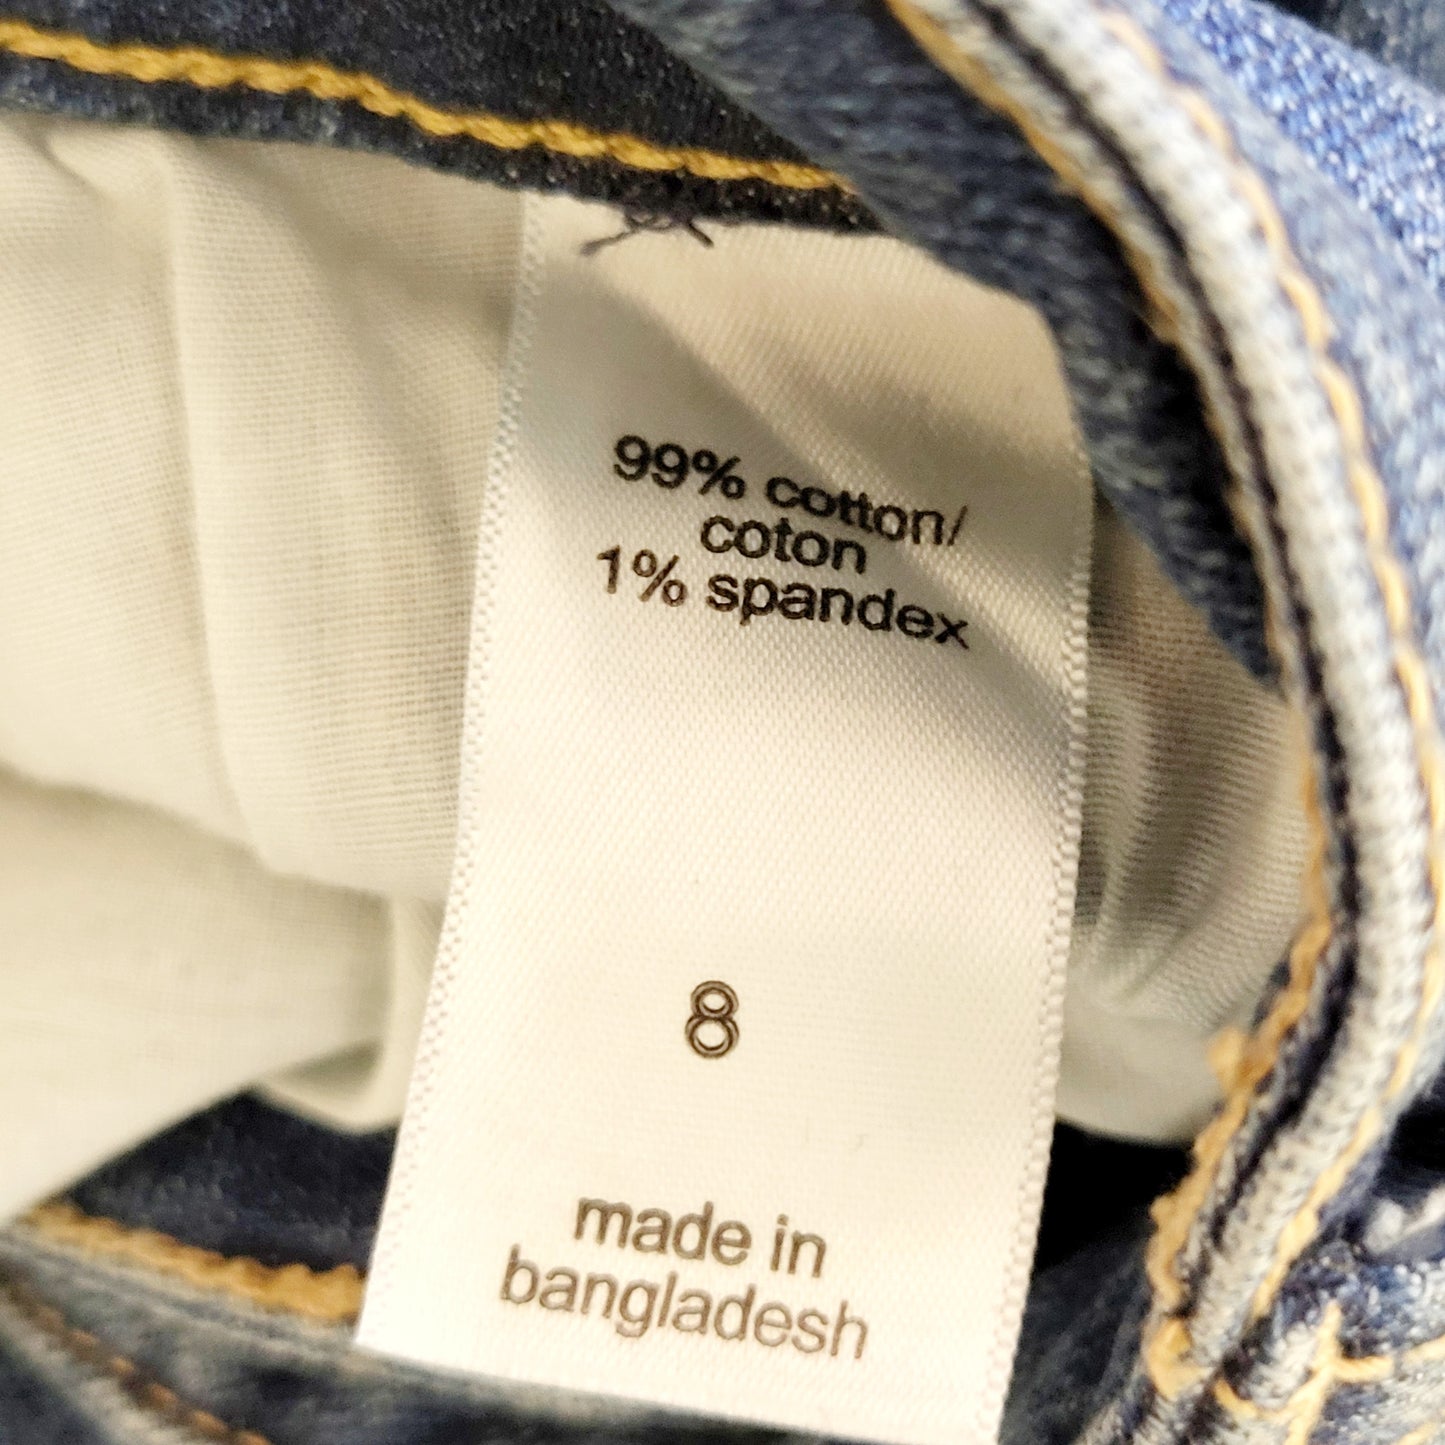 99% cotton/
coton
1% spandex
8
made in
bangladesh